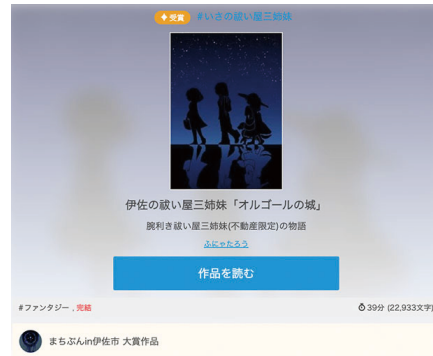 受賞 #いさの祓い屋三姉妹
伊佐の祓い屋三姉妹「オルゴールの城」
腕利き祓い屋三姉妹(不動産限定)の物語
ふにゃたろう
作品を読む
#ファンタジー , 完結 39分 (22,933文字)
まちぶんin伊佐市 大賞作品